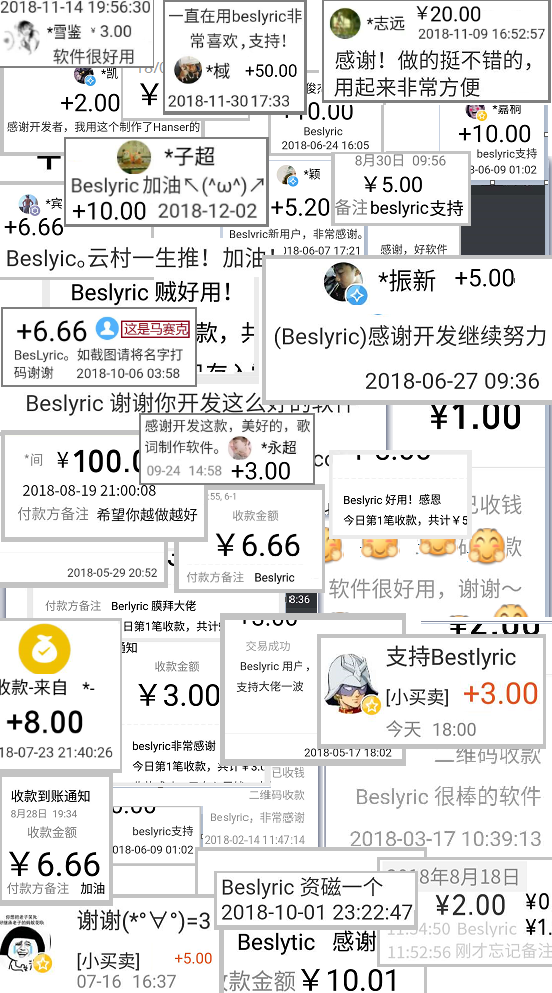 2018-11-14 19:56:30
*雪鉴 ¥3.00
软件很好用
一直在用beslyric非
常喜欢,支持!
*棫 +50.00
2018-11-30 17:33
*志远 ¥20.00
2018-11-09 16:52:57
感谢！做的挺不错的，
用起来非常方便
*凯
+2.00
感谢开发者，我用这个制作了Hanser的
¥
+10.00
Beslyric
2018-06-24 16:05
*嘉桐
+10.00
beslyric支持
-06-09 01:02
*子超
Beslyric 加油↖(^ω^)↗
+10.00 2018-12-02
*颖
+5.20
Beslyric新用户，非常感谢。
-06-07 17:21
8月30日 09:56
¥5.00
备注 beslyric支持
*宾
+6.66
感谢，好软件
Beslyic。云村一生推！加油！
*振新 +5.00
(Beslyric)感谢开发继续努力
2018-06-27 09:36
Beslyric 贼好用！
+6.66 这是马赛克
BesLyric。如截图请将名字打
码谢谢 2018-10-06 03:58
款，共
Beslyric 谢谢你开发这么好的软件
¥1.00
感谢开发这款，美好的，歌
词制作软件。 *永超
09-24 14:58 +3.00
*间 ¥100.0
2018-08-19 21:00:08
付款方备注 希望你越做越好
55, 6-1
收款金额
¥6.66
付款方备注 Beslyric
Beslyric 好用！感恩
今日第1笔收款，共计¥5
已收钱
款
软件很好用，谢谢～
2018-05-29 20:52
付款方备注 Berlyric 膜拜大佬
日第1笔收款，共计
8:36
¥2.00
收款-来自 *-
+8.00
18-07-23 21:40:26
通知
收款金额
¥3.00
beslyric非常感谢
今日第1笔收款，共计¥3.0
+3.00
交易成功
Beslyric 用户，
支持大佬一波
2018-05-17 18:02
支持Bestlyric
[小买卖] +3.00
今天 18:00
二维码收款
Beslyric 很棒的软件
2018-03-17 10:39:13
已收钱
二维码收款
Beslyric，非常感谢
2018-02-14 11:47:14
收款到账通知
8月28日 19:34
收款金额
¥6.66
付款方备注 加油
beslyric支持
2018-06-09 01:02
Beslyric 资磁一个
2018-10-01 23:22:47
2018年8月18日
¥2.00 ¥0
11:54:50 Beslyric ¥1.
11:52:56 刚才忘记备注
谢谢(*°∀°)=3
[小买卖] +5.00
07-16 16:37
Beslytic 感谢
款金额 ¥10.01